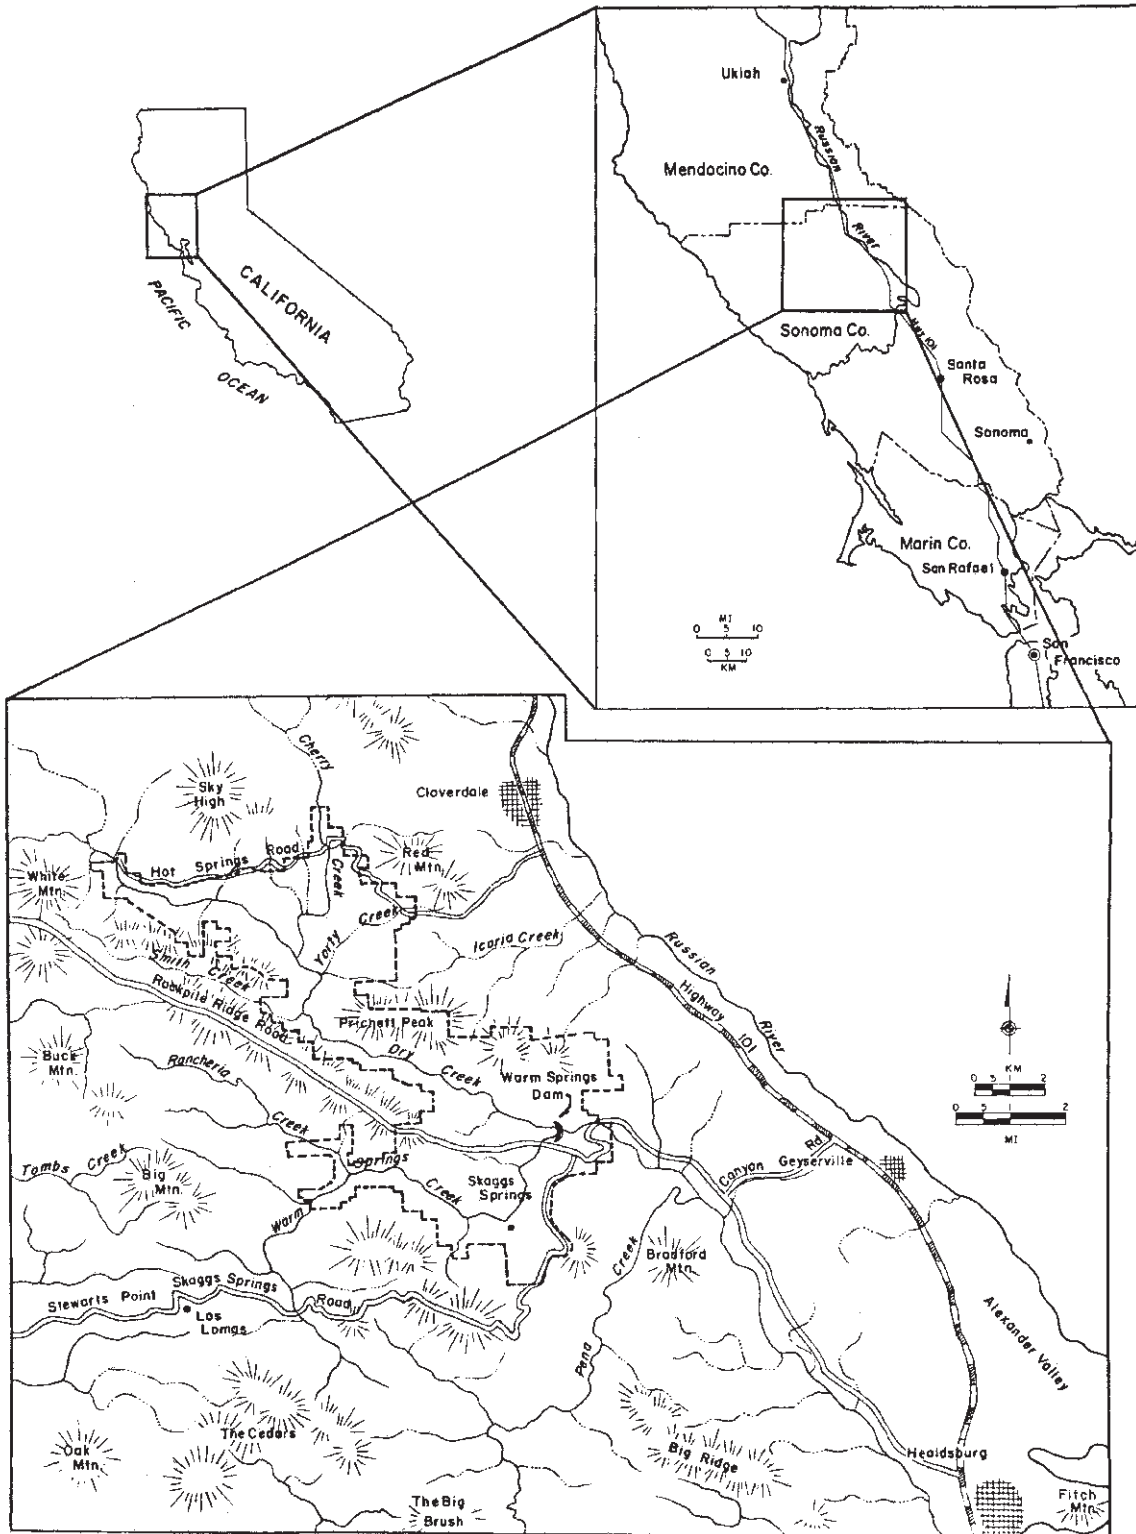 Ukiah
Russian
Mendocino Co.
River
CALIFORNIA
PACIFIC
OCEAN
Sonoma Co.
Hwy 101
Santa
Rosa
Sonoma
Marin Co.
San Rafael
MI
0 5 10
0 5 10
KM
San
Francisco
Cherry
Sky
High
Cloverdale
Hot Springs Road
Red
Mtn.
White
Mtn.
Creek
Creek
Yorty
Icaria Creek
Smith
Creek
Russian
River
Rockpile Ridge Road
Prichett Peak
Highway
101
Buck
Mtn.
Dry
Creek
Rancheria
Creek
Warm Springs
Dam
0 5 2
KM
0 5 2
MI
Canyon
Rd.
Geyserville
Tombs
Creek
Big
Mtn.
Springs
Creek
Warm
Skaggs
Springs
Bradford
Mtn.
Creek
Pena
Stewarts Point
Skaggs Springs
Road
Las
Lomas
Alexander Valley
The Cedars
Oak
Mtn.
Big Ridge
Healdsburg
The Big
Brush
Fitch
Mtn.